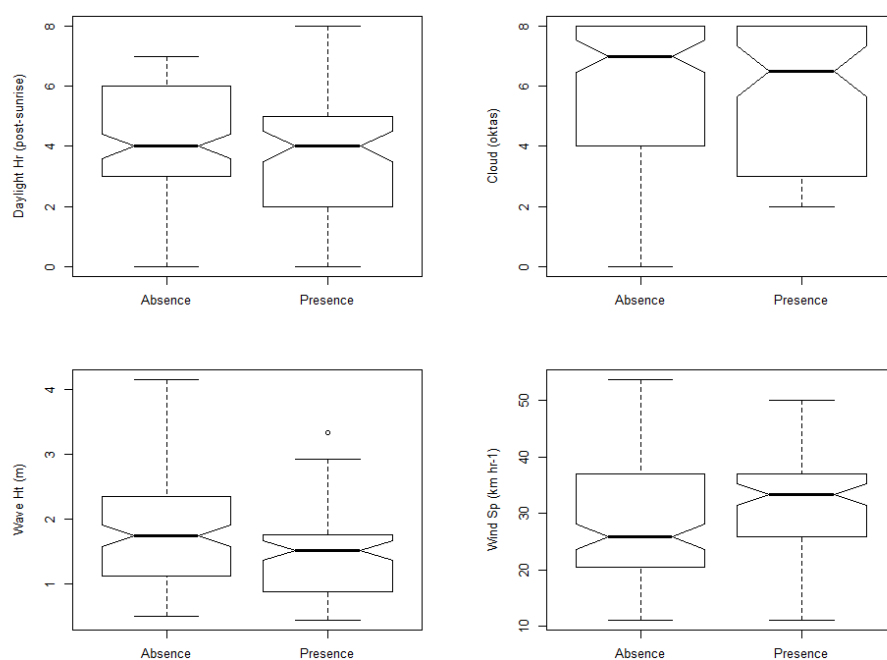 Daylight Hr (post-sunrise)
8
6
4
2
0
Absence
Presence
Cloud (oktas)
8
6
4
2
0
Absence
Presence
Wave Ht (m)
4
3
2
1
Absence
Presence
Wind Sp (km hr-1)
50
40
30
20
10
Absence
Presence